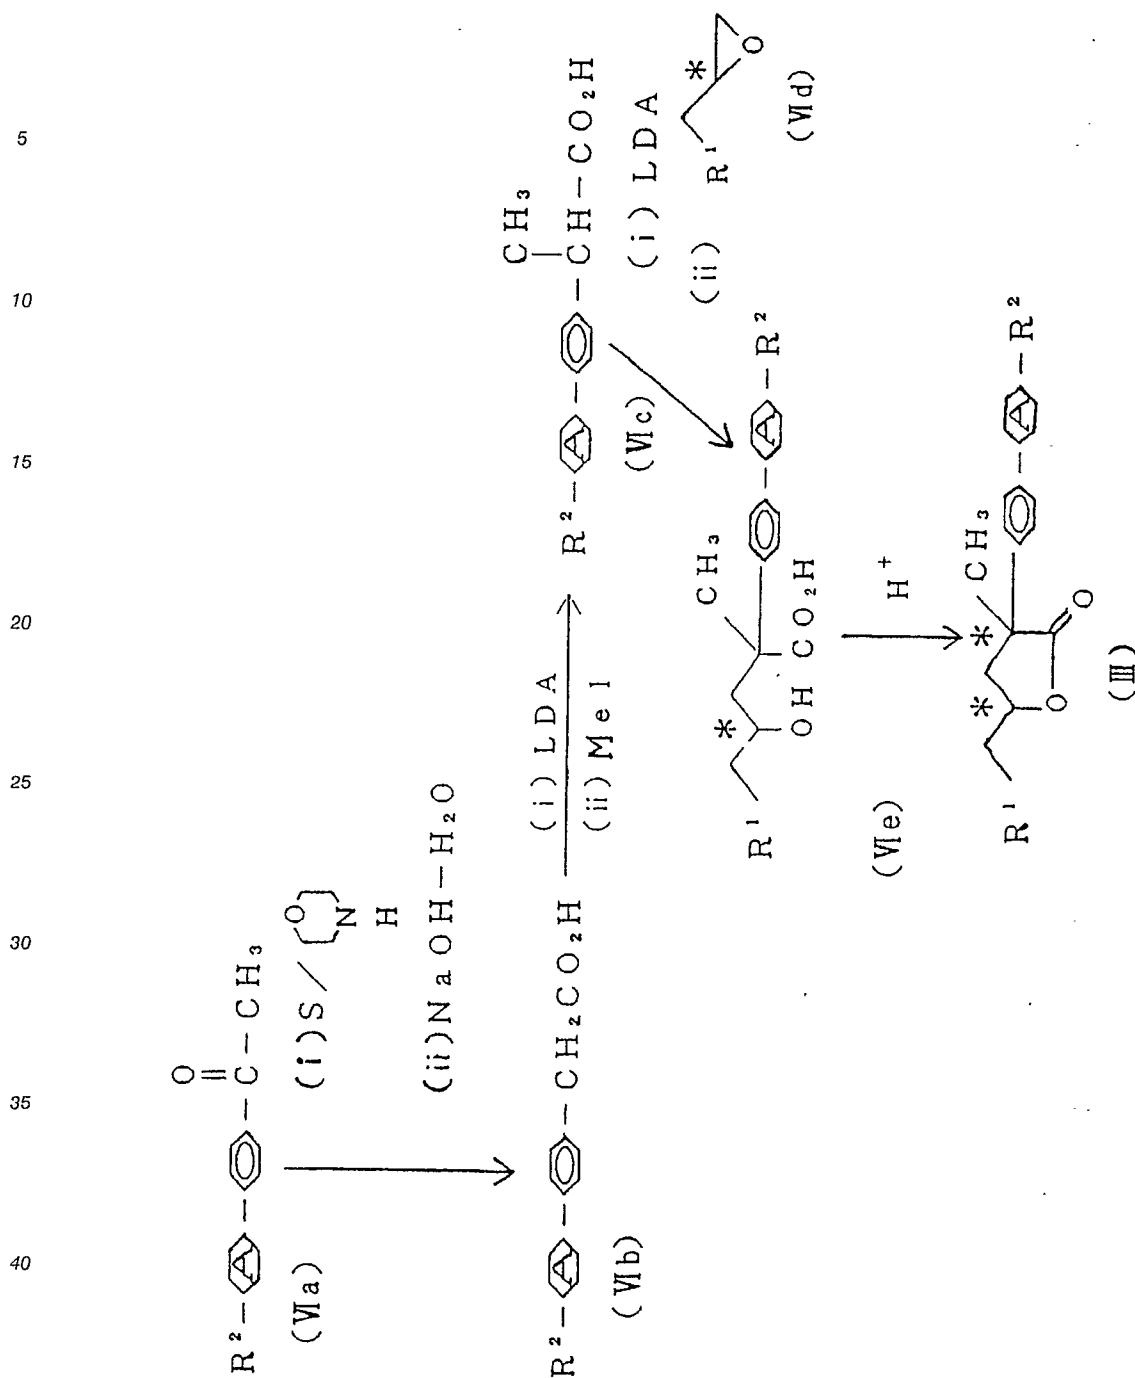 5
10
15
20
25
30
35
40
O
R²—A— —C—CH₃
(VIa)
(i)S/
O
N
H
(ii)NaOH—H₂O
R²—A— —CH₂CO₂H
(VIb)
(i)LDA
(ii)MeI
CH₃
R²—A— —CH—CO₂H
(VIc)
(i)LDA
(ii)
R¹
*
O
(VId)
CH₃
A—R²
*
R¹
OH CO₂H
(VIe)
H⁺
CH₃
A—R²
*
*
R¹
O
O
(III)